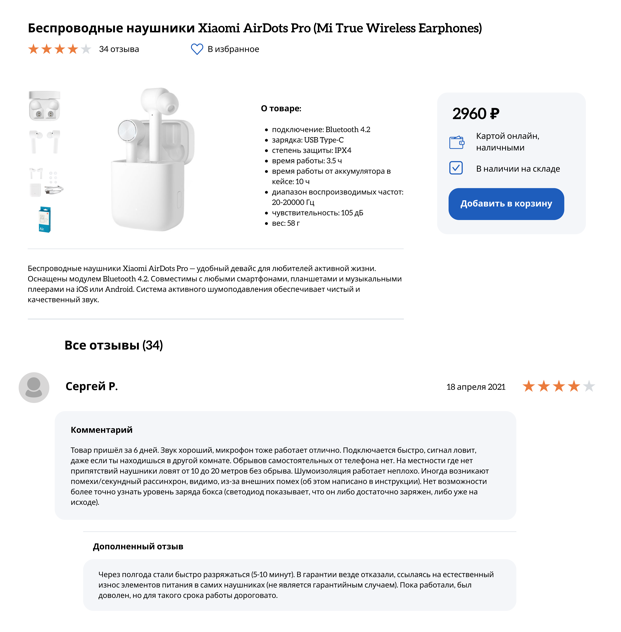 Беспроводные наушники Xiaomi AirDots Pro (Mi True Wireless Earphones)
34 отзыва
В избранное
О товаре:
подключение: Bluetooth 4.2
зарядка: USB Type-C
степень защиты: IPX4
время работы: 3.5 ч
время работы от аккумулятора в
кейсе: 10 ч
диапазон воспроизводимых частот:
20-20000 Гц
чувствительность: 105 дБ
вес: 58 г
2960 ₽
Картой онлайн,
наличными
В наличии на складе
Добавить в корзину
Беспроводные наушники Xiaomi AirDots Pro — удобный девайс для любителей активной жизни.
Оснащены модулем Bluetooth 4.2. Совместимы с любыми смартфонами, планшетами и музыкальными
плеерами на iOS или Android. Система активного шумоподавления обеспечивает чистый и
качественный звук.
Все отзывы (34)
Сергей Р.
18 апреля 2021
Комментарий
Товар пришёл за 6 дней. Звук хороший, микрофон тоже работает отлично. Подключается быстро, сигнал ловит,
даже если ты находишься в другой комнате. Обрывов самостоятельных от телефона нет. На местности где нет
припятствий наушники ловят от 10 до 20 метров без обрыва. Шумоизоляция работает неплохо. Иногда возникают
помехи/секундный рассинхрон, видимо, из-за внешних помех (об этом написано в инструкции). Нет возможности
более точно узнать уровень заряда бокса (светодиод показывает, что он либо достаточно заряжен, либо уже на
исходе).
Дополненный отзыв
Через полгода стали быстро разряжаться (5-10 минут). В гарантии везде отказали, ссылаясь на естественный
износ элементов питания в самих наушниках (не является гарантийным случаем). Пока работали, был
доволен, но для такого срока работы дороговато.